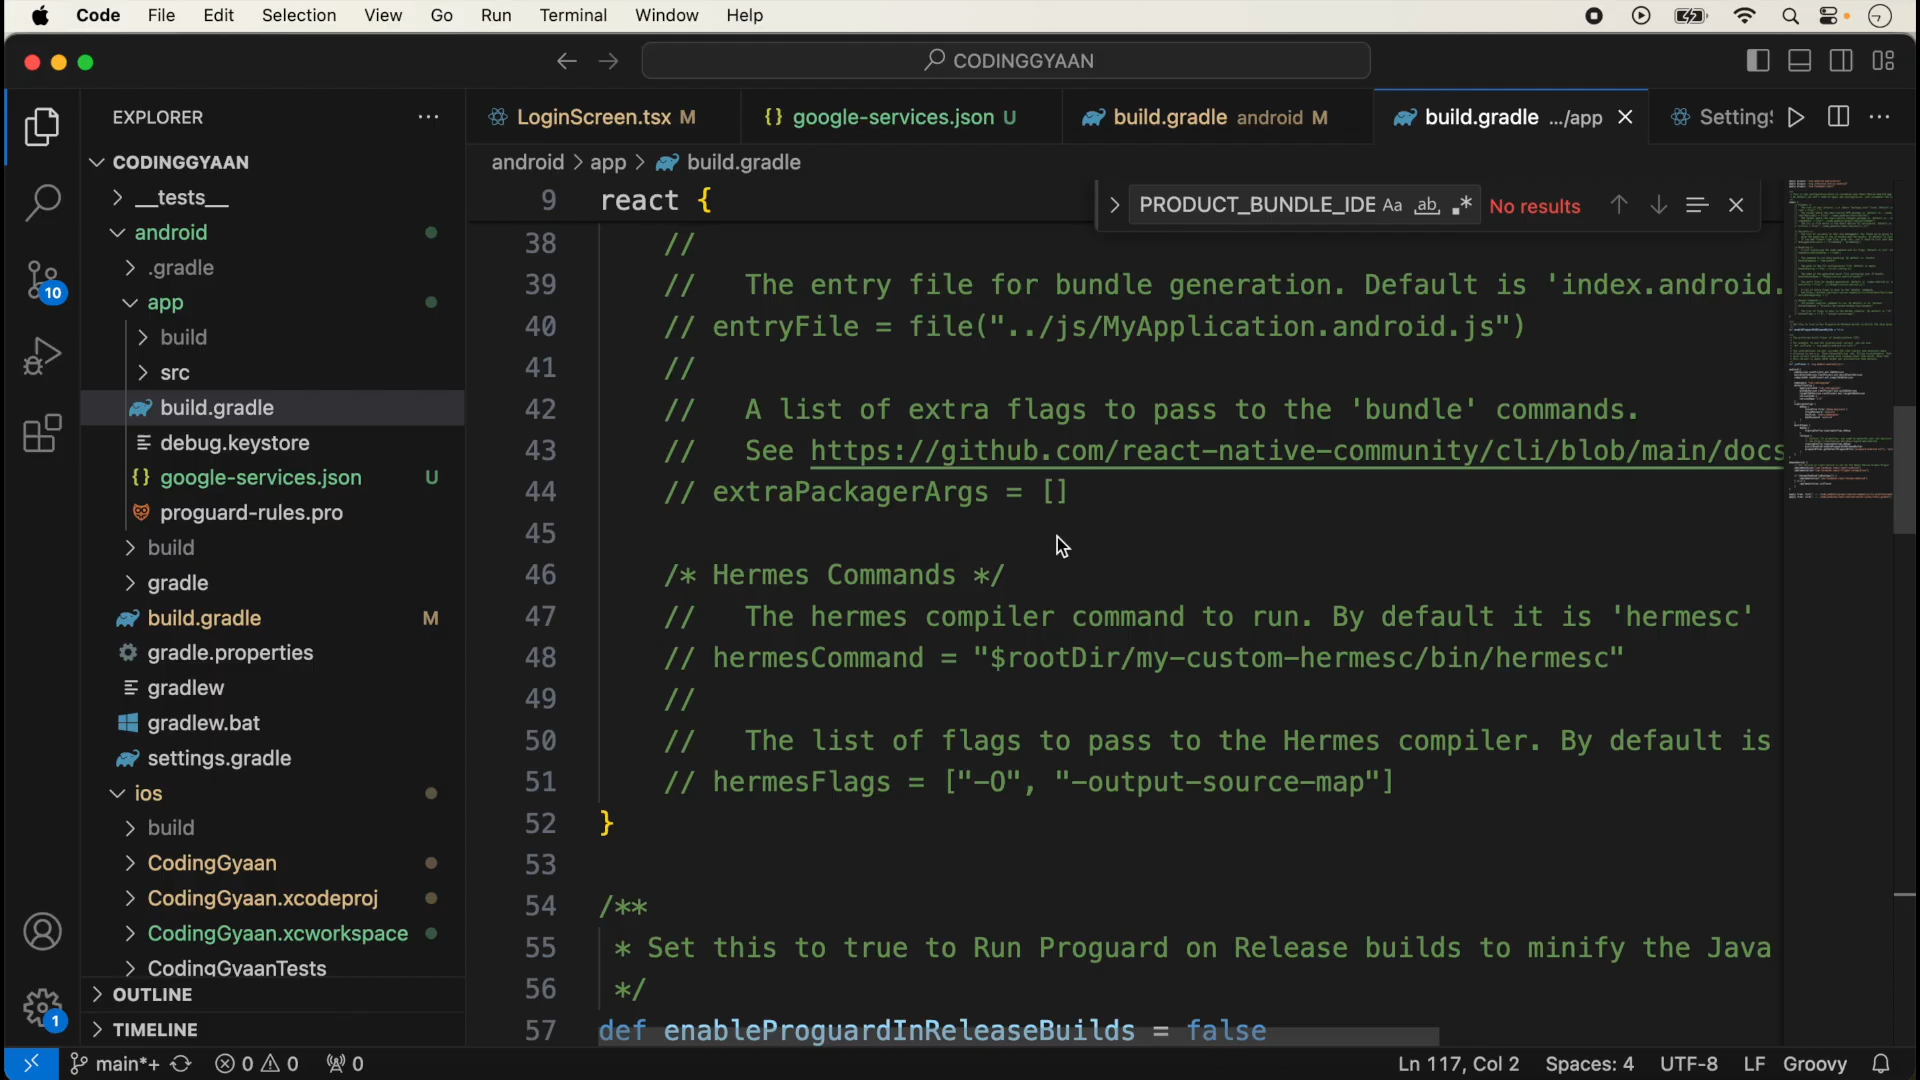 Code File Edit Selection View Go Run Terminal Window Help
CODINGGYAAN
EXPLORER
LoginScreen.tsx M
{} google-services.json U
build.gradle android M
build.gradle .../app
Setting
CODINGGYAAN
__tests__
android
.gradle
app
build
src
build.gradle
debug.keystore
{} google-services.json U
proguard-rules.pro
build
gradle
build.gradle M
gradle.properties
gradlew
gradlew.bat
settings.gradle
ios
build
CodingGyaan
CodingGyaan.xcodeproj
CodingGyaan.xcworkspace
CodingGyaanTests
OUTLINE
TIMELINE
10
1
android > app > build.gradle
PRODUCT_BUNDLE_IDE Aa ab .* No results
9 react {
38 //
39 //   The entry file for bundle generation. Default is 'index.android.
40 // entryFile = file("../js/MyApplication.android.js")
41 //
42 //   A list of extra flags to pass to the 'bundle' commands.
43 //   See https://github.com/react-native-community/cli/blob/main/docs
44 // extraPackagerArgs = []
45
46 /* Hermes Commands */
47 //   The hermes compiler command to run. By default it is 'hermesc'
48 // hermesCommand = "$rootDir/my-custom-hermesc/bin/hermesc"
49 //
50 //   The list of flags to pass to the Hermes compiler. By default is
51 // hermesFlags = ["-O", "-output-source-map"]
52 }
53
54 /**
55 * Set this to true to Run Proguard on Release builds to minify the Java
56 */
57 def enableProguardInReleaseBuilds = false
main*+ 0 0 0 Ln 117, Col 2 Spaces: 4 UTF-8 LF Groovy